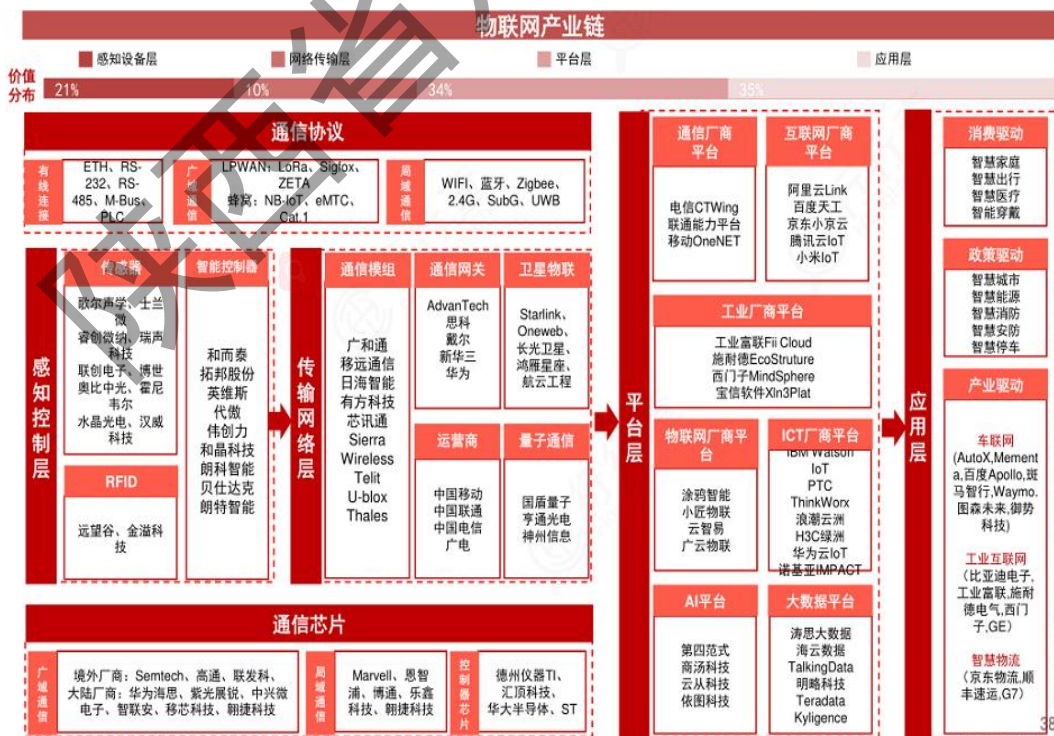 物联网产业链
感知设备层
网络传输层
平台层
应用层
价值
分布
21%
10%
34%
35%
通信协议
有线连接
ETH、RS-
232、RS-
485、M-Bus、
PLC
广域通信
LPWAN：LoRa、Sigfox、
ZETA
蜂窝：NB-IoT、eMTC、
Cat.1
局域通信
WIFI、蓝牙、Zigbee、
2.4G、SubG、UWB
感知控制层
传感器
歌尔声学、士兰
微
睿创微纳、瑞声
科技
联创电子、博世
奥比中光、霍尼
韦尔
水晶光电、汉威
科技
RFID
远望谷、金溢科
技
智能控制器
和而泰
拓邦股份
英维斯
代傲
伟创力
和晶科技
朗科智能
贝仕达克
朗特智能
传输网络层
通信模组
广和通
移远通信
日海智能
有方科技
芯讯通
Sierra
Wireless
Telit
U-blox
Thales
通信网关
AdvanTech
思科
戴尔
新华三
华为
卫星物联
Starlink、
Oneweb、
长光卫星、
鸿雁星座、
航云工程
运营商
中国移动
中国联通
中国电信
广电
量子通信
国盾量子
亨通光电
神州信息
通信芯片
广域通信
境外厂商：Semtech、高通、联发科、
大陆厂商：华为海思、紫光展锐、中兴微
电子、智联安、移芯科技、翱捷科技
局域通信
Marvell、恩智
浦、博通、乐鑫
科技、翱捷科技
控制器芯片
德州仪器TI、
汇顶科技、
华大半导体、ST
平台层
通信厂商
平台
电信CTWing
联通能力平台
移动OneNET
互联网厂商
平台
阿里云Link
百度天工
京东小京云
腾讯云IoT
小米IoT
工业厂商平台
工业富联Fii Cloud
施耐德EcoStruture
西门子MindSphere
宝信软件XIn3Plat
物联网厂商平
台
涂鸦智能
小匠物联
云智易
广云物联
ICT厂商平台
IBM Watson
IoT
PTC
ThinkWorx
浪潮云洲
H3C绿洲
华为云IoT
诺基亚IMPACT
AI平台
第四范式
商汤科技
云从科技
依图科技
大数据平台
涛思大数据
海云数据
TalkingData
明略科技
Teradata
Kyligence
应用层
消费驱动
智慧家庭
智慧出行
智慧医疗
智能穿戴
政策驱动
智慧城市
智慧能源
智慧消防
智慧安防
智慧停车
产业驱动
车联网
(AutoX,Mement
a,百度Apollo,斑
马智行,Waymo.
图森未来,御势
科技)
工业互联网
（比亚迪电子,
工业富联,施耐
德电气,西门
子,GE）
智慧物流
（京东物流,顺
丰速运,G7）
38
陕西省